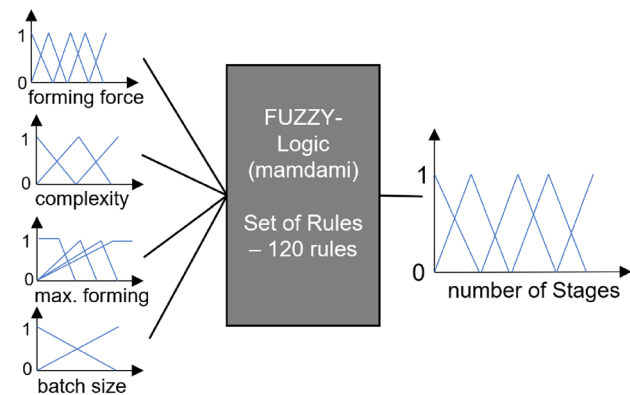 1
0
forming force
1
0
complexity
1
0
max. forming
1
0
batch size
FUZZY-
Logic
(mamdami)
Set of Rules
– 120 rules
1
0
number of Stages